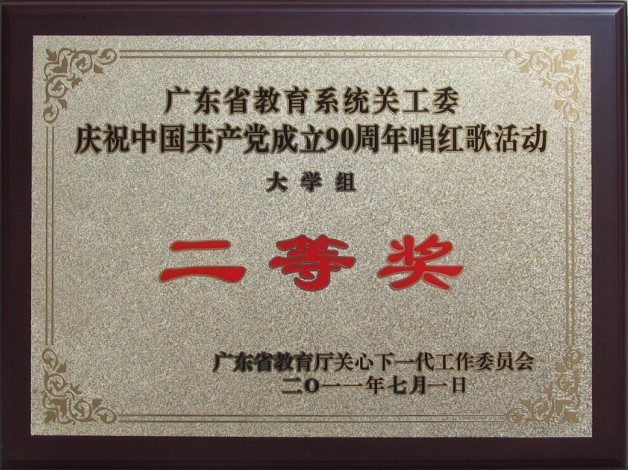 广东省教育系统关工委
庆祝中国共产党成立90周年唱红歌活动
大学组
二等奖
广东省教育厅关心下一代工作委员会
二O一一年七月一日